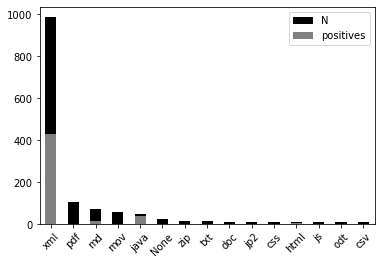 1000
800
600
400
200
0
N
positives
xml
pdf
md
mov
java
None
zip
txt
doc
jp2
css
html
js
odt
csv